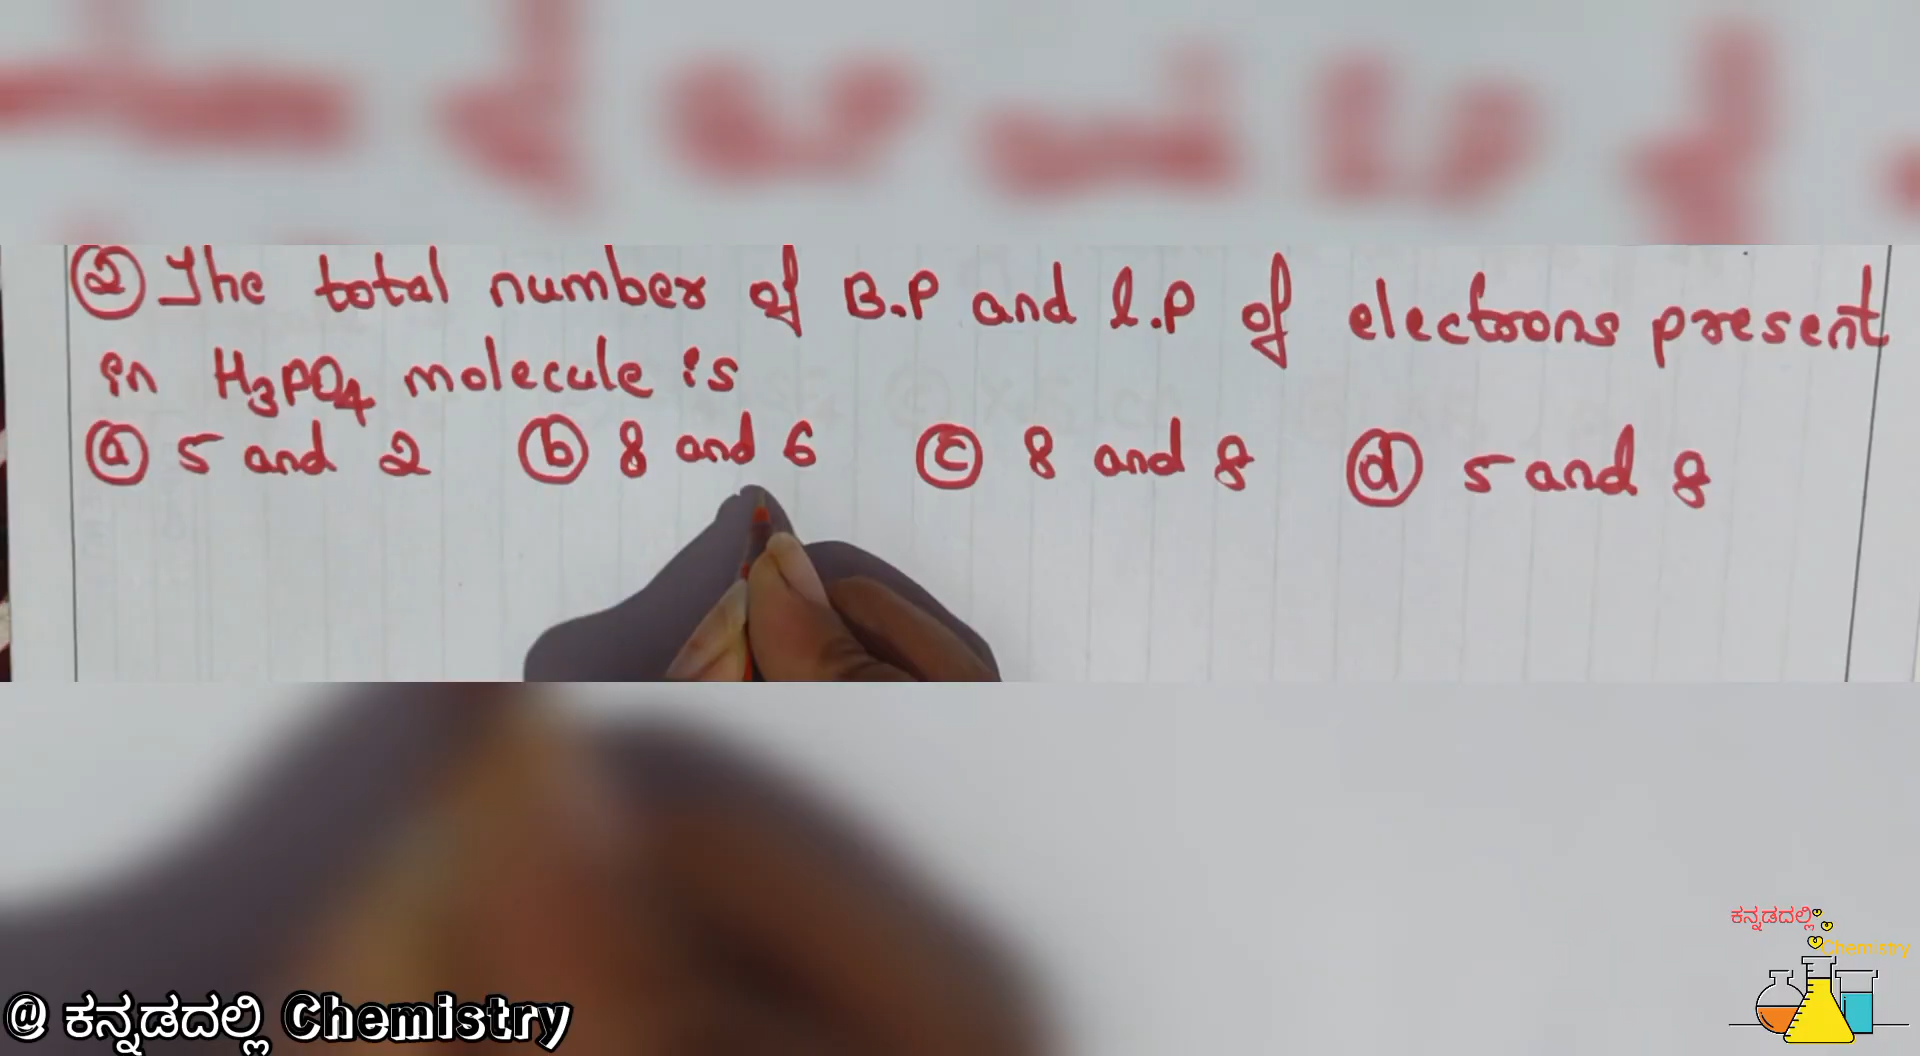 ② The total number of B.P and l.P of electrons present
in H₃PO₄ molecule is
ⓐ 5 and 2 ⓑ 8 and 6 ⓒ 8 and 8 ⓓ 5 and 8
ಕನ್ನಡದಲ್ಲಿ
Chemistry
@ ಕನ್ನಡದಲ್ಲಿ Chemistry